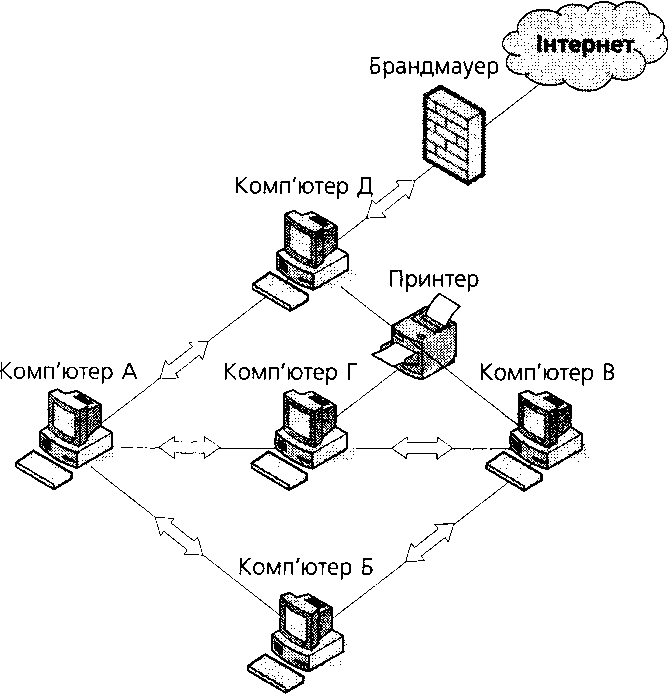 Інтернет
Брандмауер
Комп'ютер Д
Принтер
Комп'ютер А
Комп'ютер Г
Комп'ютер В
Комп'ютер Б